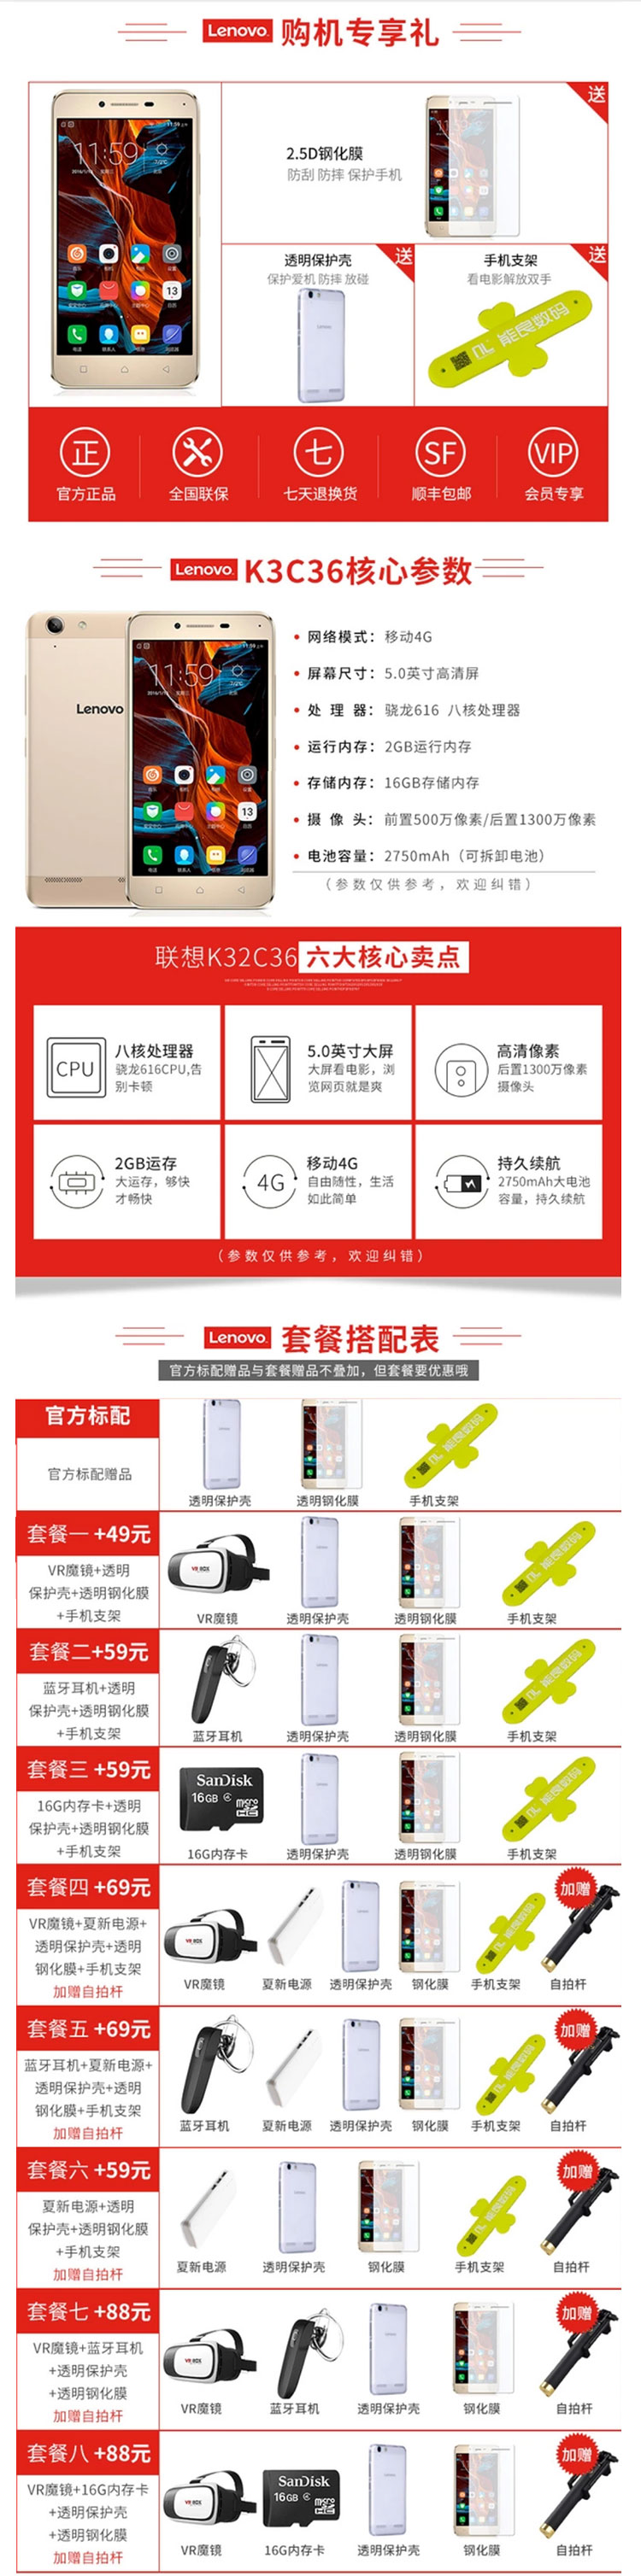 Lenovo. 购机专享礼
送
2.5D钢化膜
防刮 防摔 保护手机
11:59
透明保护壳
送
保护爱机 防摔 放碰
手机支架
送
看电影解放双手
能良数码
正
七
SF
VIP
官方正品
全国联保
七天退换货
顺丰包邮
会员专享
Lenovo. K3C36核心参数
Lenovo
11:59
• 网络模式：移动4G
• 屏幕尺寸：5.0英寸高清屏
• 处 理 器：骁龙616 八核处理器
• 运行内存：2GB运行内存
• 存储内存：16GB存储内存
• 摄 像 头：前置500万像素/后置1300万像素
• 电池容量：2750mAh（可拆卸电池）
（参数仅供参考，欢迎纠错）
联想K32C36 六大核心卖点
CPU
八核处理器
骁龙616CPU,告
别卡顿
5.0英寸大屏
大屏看电影，浏
览网页就是爽
高清像素
后置1300万像素
摄像头
2GB运存
大运存，够快
才畅快
4G
移动4G
自由随性，生活
如此简单
持久续航
2750mAh大电池
容量，持久续航
（参数仅供参考，欢迎纠错）
Lenovo. 套餐搭配表
官方标配赠品与套餐赠品不叠加，但套餐要优惠哦
官方标配
官方标配赠品
透明保护壳
透明钢化膜
手机支架
套餐一 +49元
VR魔镜+透明
保护壳+透明钢化膜
+手机支架
VR魔镜
透明保护壳
透明钢化膜
手机支架
套餐二+59元
蓝牙耳机+透明
保护壳+透明钢化膜
+手机支架
蓝牙耳机
透明保护壳
透明钢化膜
手机支架
套餐三 +59元
16G内存卡+透明
保护壳+透明钢化膜
+手机支架
SanDisk
16GB
micro
16G内存卡
透明保护壳
透明钢化膜
手机支架
套餐四 +69元
VR魔镜+夏新电源+
透明保护壳+透明
钢化膜+手机支架
加赠自拍杆
加赠
VR魔镜
夏新电源
透明保护壳
钢化膜
手机支架
自拍杆
套餐五 +69元
蓝牙耳机+夏新电源+
透明保护壳+透明
钢化膜+手机支架
加赠自拍杆
加赠
蓝牙耳机
夏新电源
透明保护壳
钢化膜
手机支架
自拍杆
套餐六 +59元
夏新电源+透明
保护壳+透明钢化膜
+手机支架
加赠自拍杆
加赠
夏新电源
透明保护壳
钢化膜
手机支架
自拍杆
套餐七 +88元
VR魔镜+蓝牙耳机
+透明保护壳
+透明钢化膜
加赠自拍杆
加赠
VR魔镜
蓝牙耳机
透明保护壳
钢化膜
自拍杆
套餐八 +88元
VR魔镜+16G内存卡
+透明保护壳
+透明钢化膜
加赠自拍杆
SanDisk
16GB
micro
加赠
VR魔镜
16G内存卡
透明保护壳
钢化膜
自拍杆